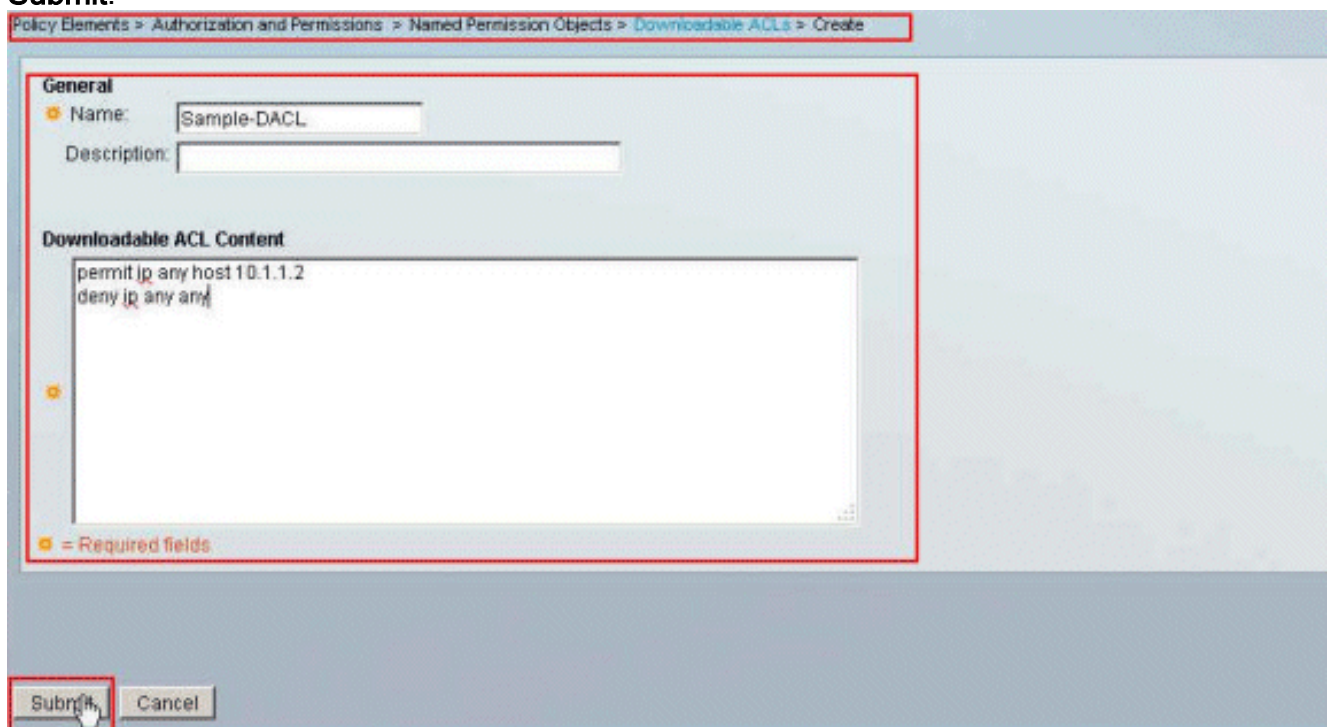 Submit.
Policy Elements > Authorization and Permissions > Named Permission Objects > Downloadable ACLs > Create
General
Name: Sample-DACL
Description:
Downloadable ACL Content
permit ip any host 10.1.1.2
deny ip any any
= Required fields
Submit Cancel